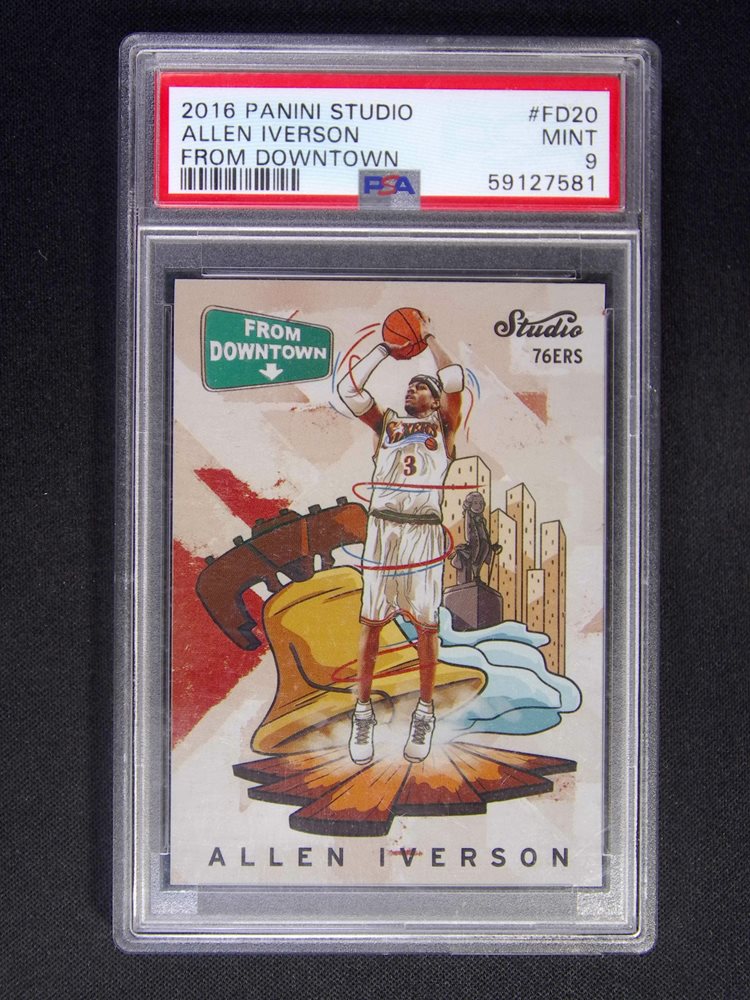 2016 PANINI STUDIO #FD20
ALLEN IVERSON MINT
FROM DOWNTOWN 9
PSA 59127581
FROM
DOWNTOWN
Studio
76ERS
SIXERS
3
ALLEN IVERSON